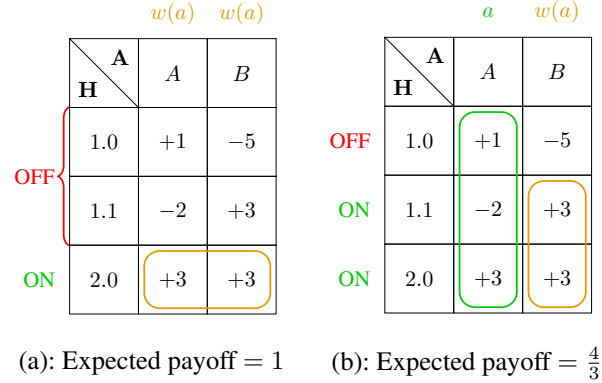 w(a) w(a)
A
H A B
1.0 +1 −5
OFF
1.1 −2 +3
ON 2.0 +3 +3
(a): Expected payoff = 1
a w(a)
A
H A B
OFF 1.0 +1 −5
ON 1.1 −2 +3
ON 2.0 +3 +3
(b): Expected payoff = 4/3